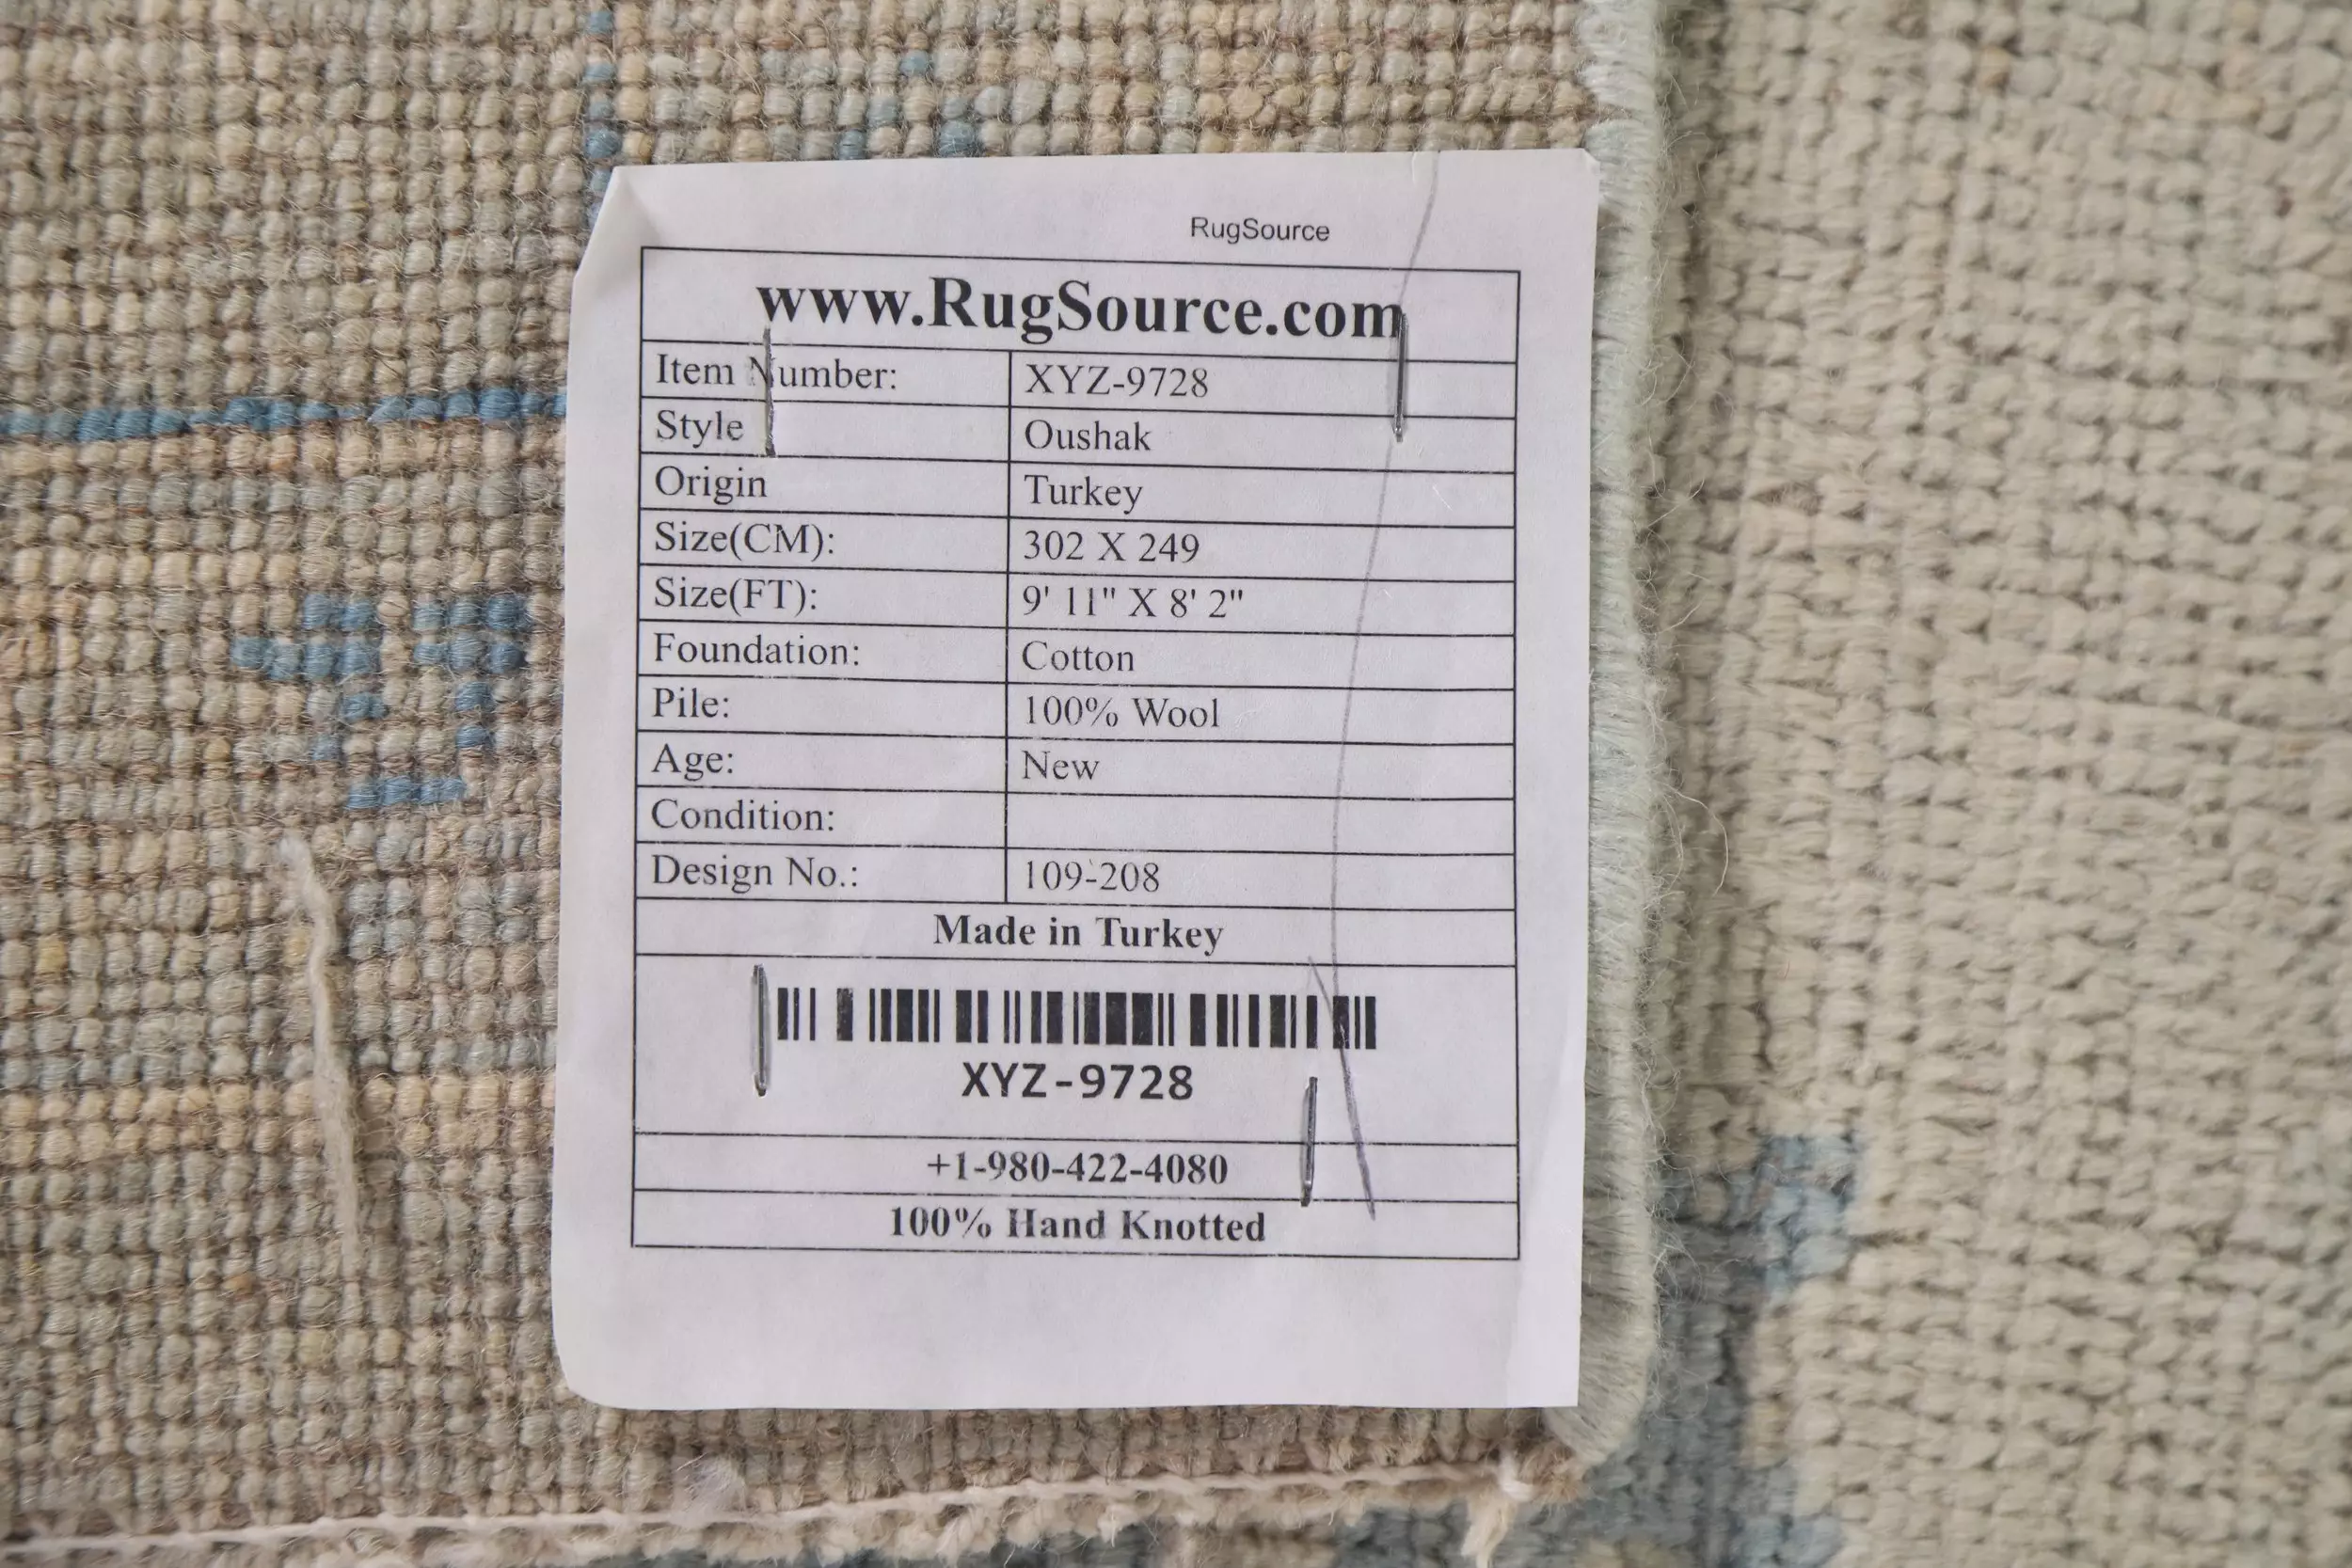 RugSource
www.RugSource.com
Item Number: XYZ-9728
Style Oushak
Origin Turkey
Size(CM): 302 X 249
Size(FT): 9' 11" X 8' 2"
Foundation: Cotton
Pile: 100% Wool
Age: New
Condition:
Design No.: 109-208
Made in Turkey
XYZ-9728
+1-980-422-4080
100% Hand Knotted